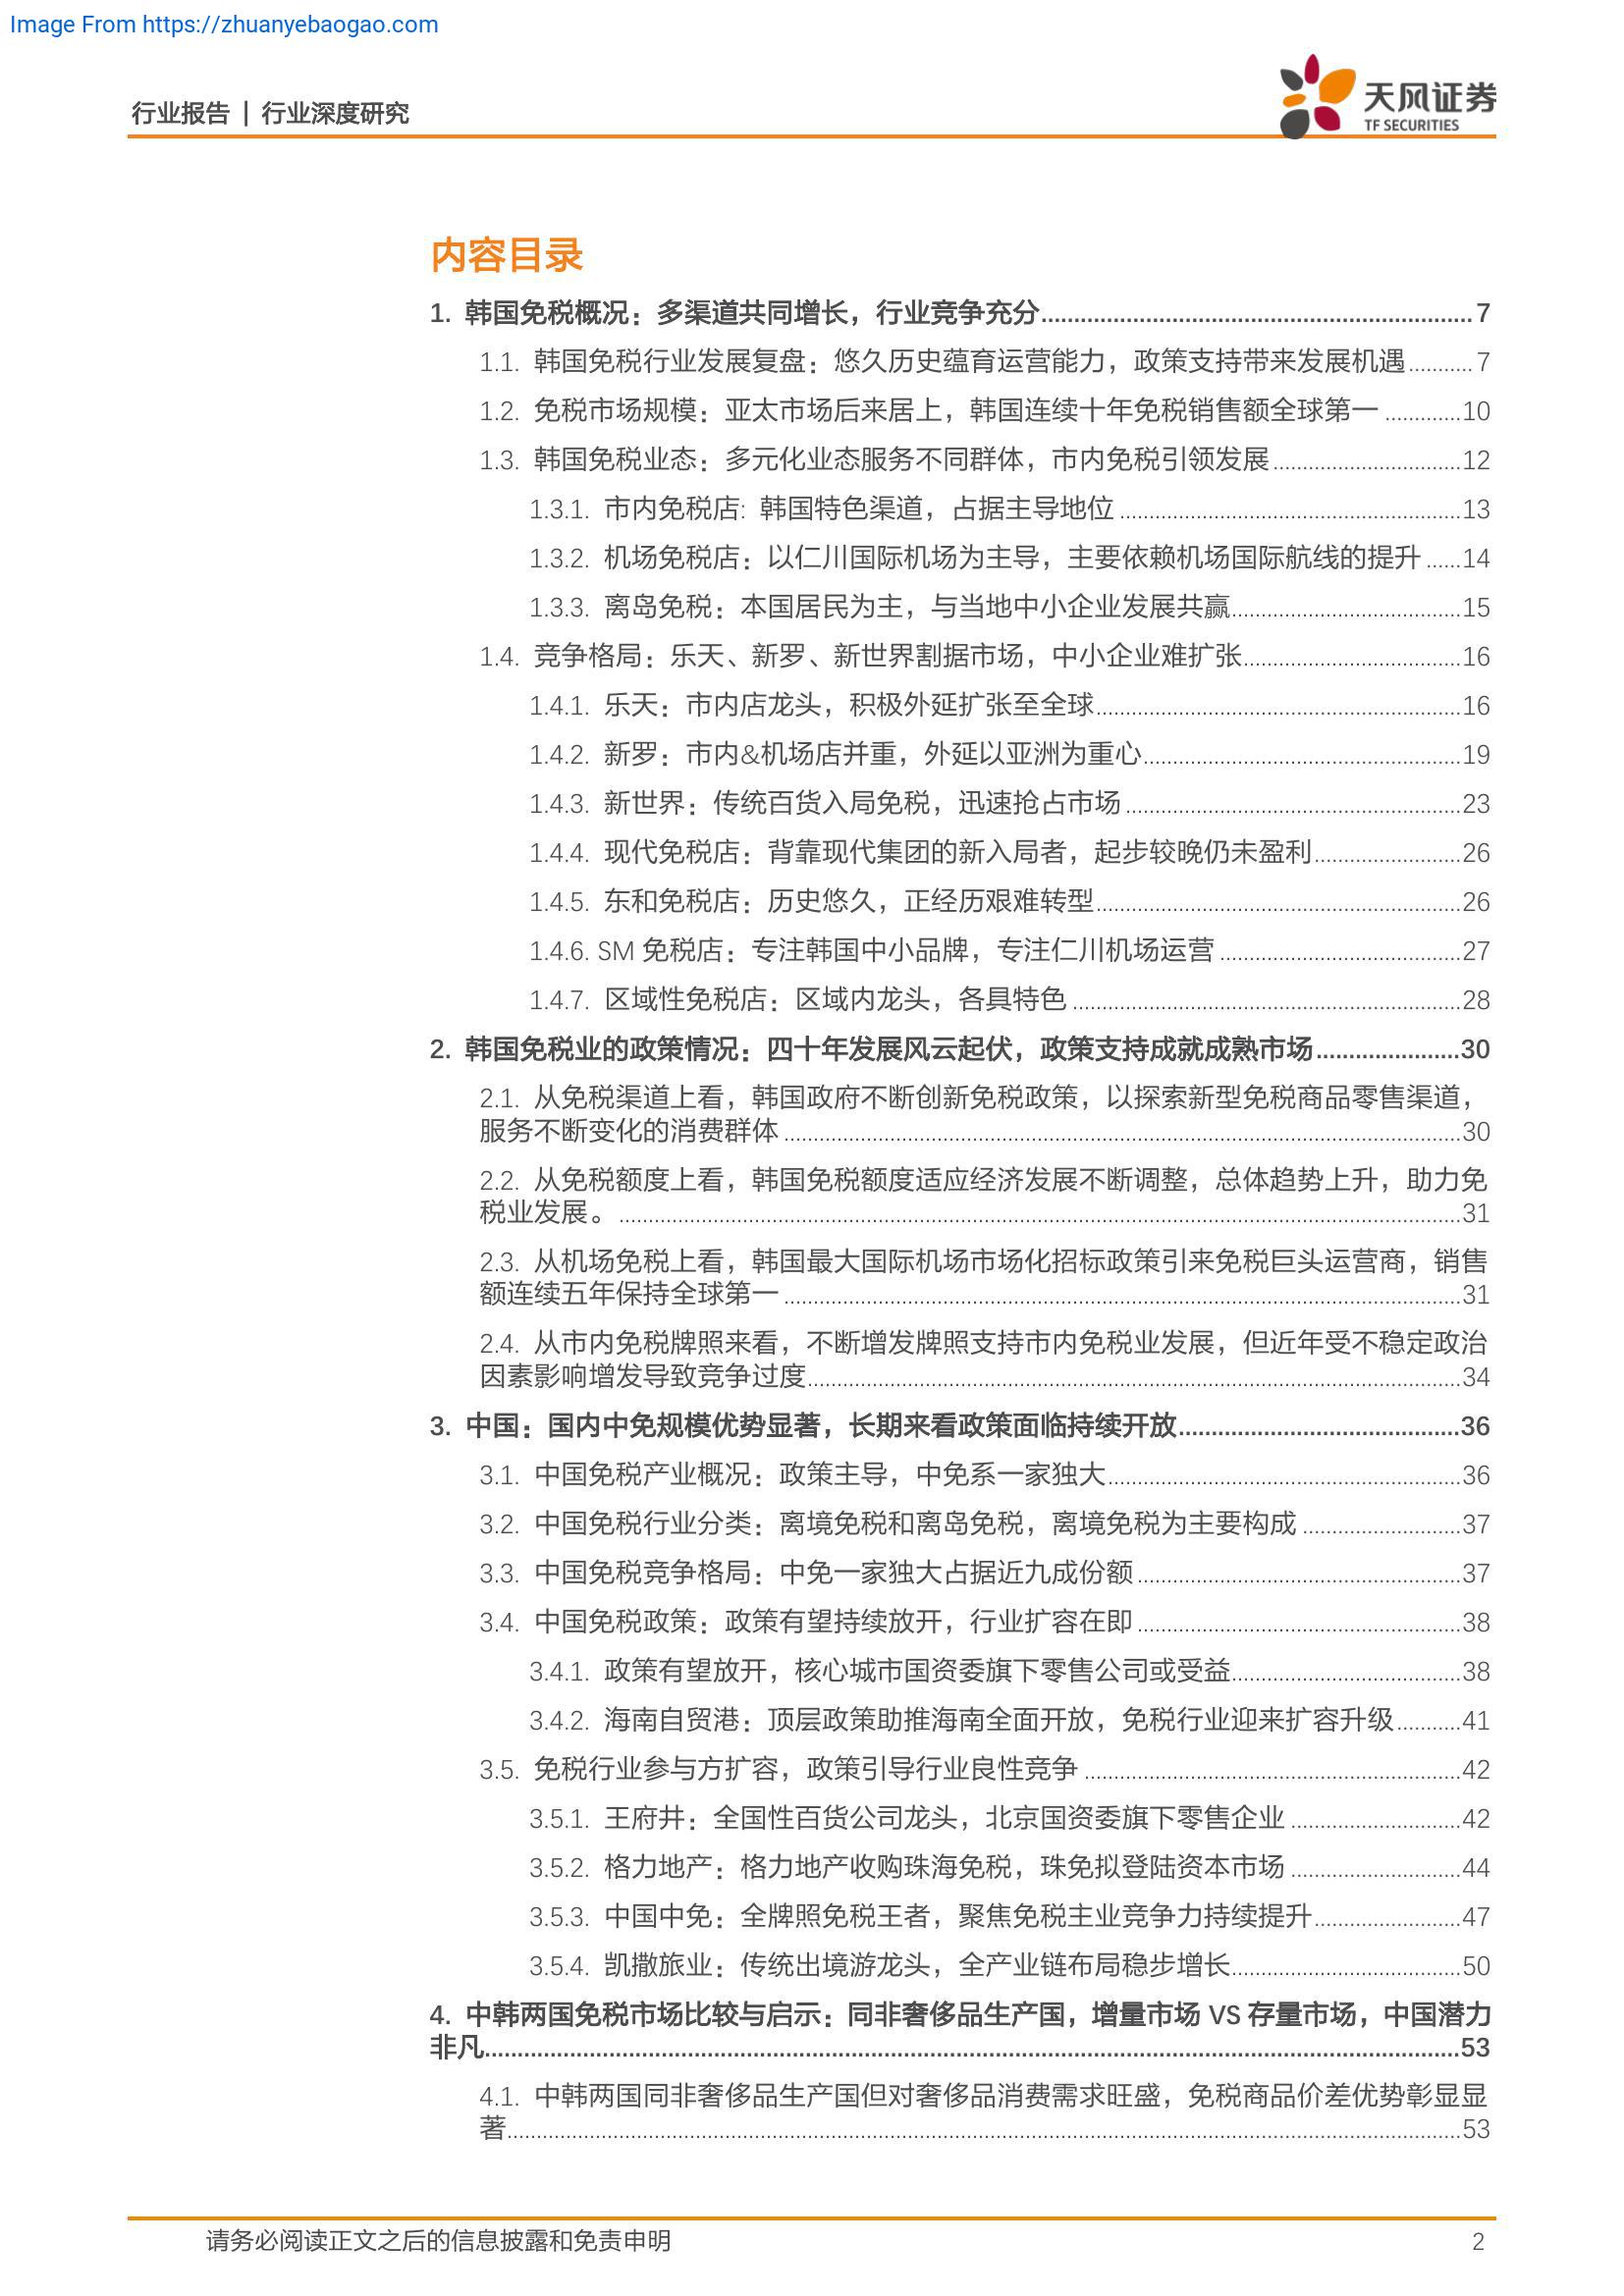 Image From https://zhuanyebaogao.com
行业报告 | 行业深度研究
天风证券
TF SECURITIES
内容目录
1. 韩国免税概况：多渠道共同增长，行业竞争充分.................................................................. 7
1.1. 韩国免税行业发展复盘：悠久历史蕴育运营能力，政策支持带来发展机遇........... 7
1.2. 免税市场规模：亚太市场后来居上，韩国连续十年免税销售额全球第一 .............10
1.3. 韩国免税业态：多元化业态服务不同群体，市内免税引领发展................................12
1.3.1. 市内免税店: 韩国特色渠道，占据主导地位 ..........................................................13
1.3.2. 机场免税店：以仁川国际机场为主导，主要依赖机场国际航线的提升 ......14
1.3.3. 离岛免税：本国居民为主，与当地中小企业发展共赢.......................................15
1.4. 竞争格局：乐天、新罗、新世界割据市场，中小企业难扩张.....................................16
1.4.1. 乐天：市内店龙头，积极外延扩张至全球..............................................................16
1.4.2. 新罗：市内&机场店并重，外延以亚洲为重心......................................................19
1.4.3. 新世界：传统百货入局免税，迅速抢占市场 .........................................................23
1.4.4. 现代免税店：背靠现代集团的新入局者，起步较晚仍未盈利.........................26
1.4.5. 东和免税店：历史悠久，正经历艰难转型..............................................................26
1.4.6. SM 免税店：专注韩国中小品牌，专注仁川机场运营 .........................................27
1.4.7. 区域性免税店：区域内龙头，各具特色 ..................................................................28
2. 韩国免税业的政策情况：四十年发展风云起伏，政策支持成就成熟市场......................30
2.1. 从免税渠道上看，韩国政府不断创新免税政策，以探索新型免税商品零售渠道，
服务不断变化的消费群体 ...................................................................................................................30
2.2. 从免税额度上看，韩国免税额度适应经济发展不断调整，总体趋势上升，助力免
税业发展。 ...............................................................................................................................................31
2.3. 从机场免税上看，韩国最大国际机场市场化招标政策引来免税巨头运营商，销售
额连续五年保持全球第一 ...................................................................................................................31
2.4. 从市内免税牌照来看，不断增发牌照支持市内免税业发展，但近年受不稳定政治
因素影响增发导致竞争过度...............................................................................................................34
3. 中国：国内中免规模优势显著，长期来看政策面临持续开放...........................................36
3.1. 中国免税产业概况：政策主导，中免系一家独大............................................................36
3.2. 中国免税行业分类：离境免税和离岛免税，离境免税为主要构成 ...........................37
3.3. 中国免税竞争格局：中免一家独大占据近九成份额 .......................................................37
3.4. 中国免税政策：政策有望持续放开，行业扩容在即 .......................................................38
3.4.1. 政策有望放开，核心城市国资委旗下零售公司或受益.......................................38
3.4.2. 海南自贸港：顶层政策助推海南全面开放，免税行业迎来扩容升级...........41
3.5. 免税行业参与方扩容，政策引导行业良性竞争 ................................................................42
3.5.1. 王府井：全国性百货公司龙头，北京国资委旗下零售企业 .............................42
3.5.2. 格力地产：格力地产收购珠海免税，珠免拟登陆资本市场 .............................44
3.5.3. 中国中免：全牌照免税王者，聚焦免税主业竞争力持续提升.........................47
3.5.4. 凯撒旅业：传统出境游龙头，全产业链布局稳步增长.......................................50
4. 中韩两国免税市场比较与启示：同非奢侈品生产国，增量市场 VS 存量市场，中国潜力
非凡.....................................................................................................................................................53
4.1. 中韩两国同非奢侈品生产国但对奢侈品消费需求旺盛，免税商品价差优势彰显显
著..................................................................................................................................................................53
请务必阅读正文之后的信息披露和免责申明
2